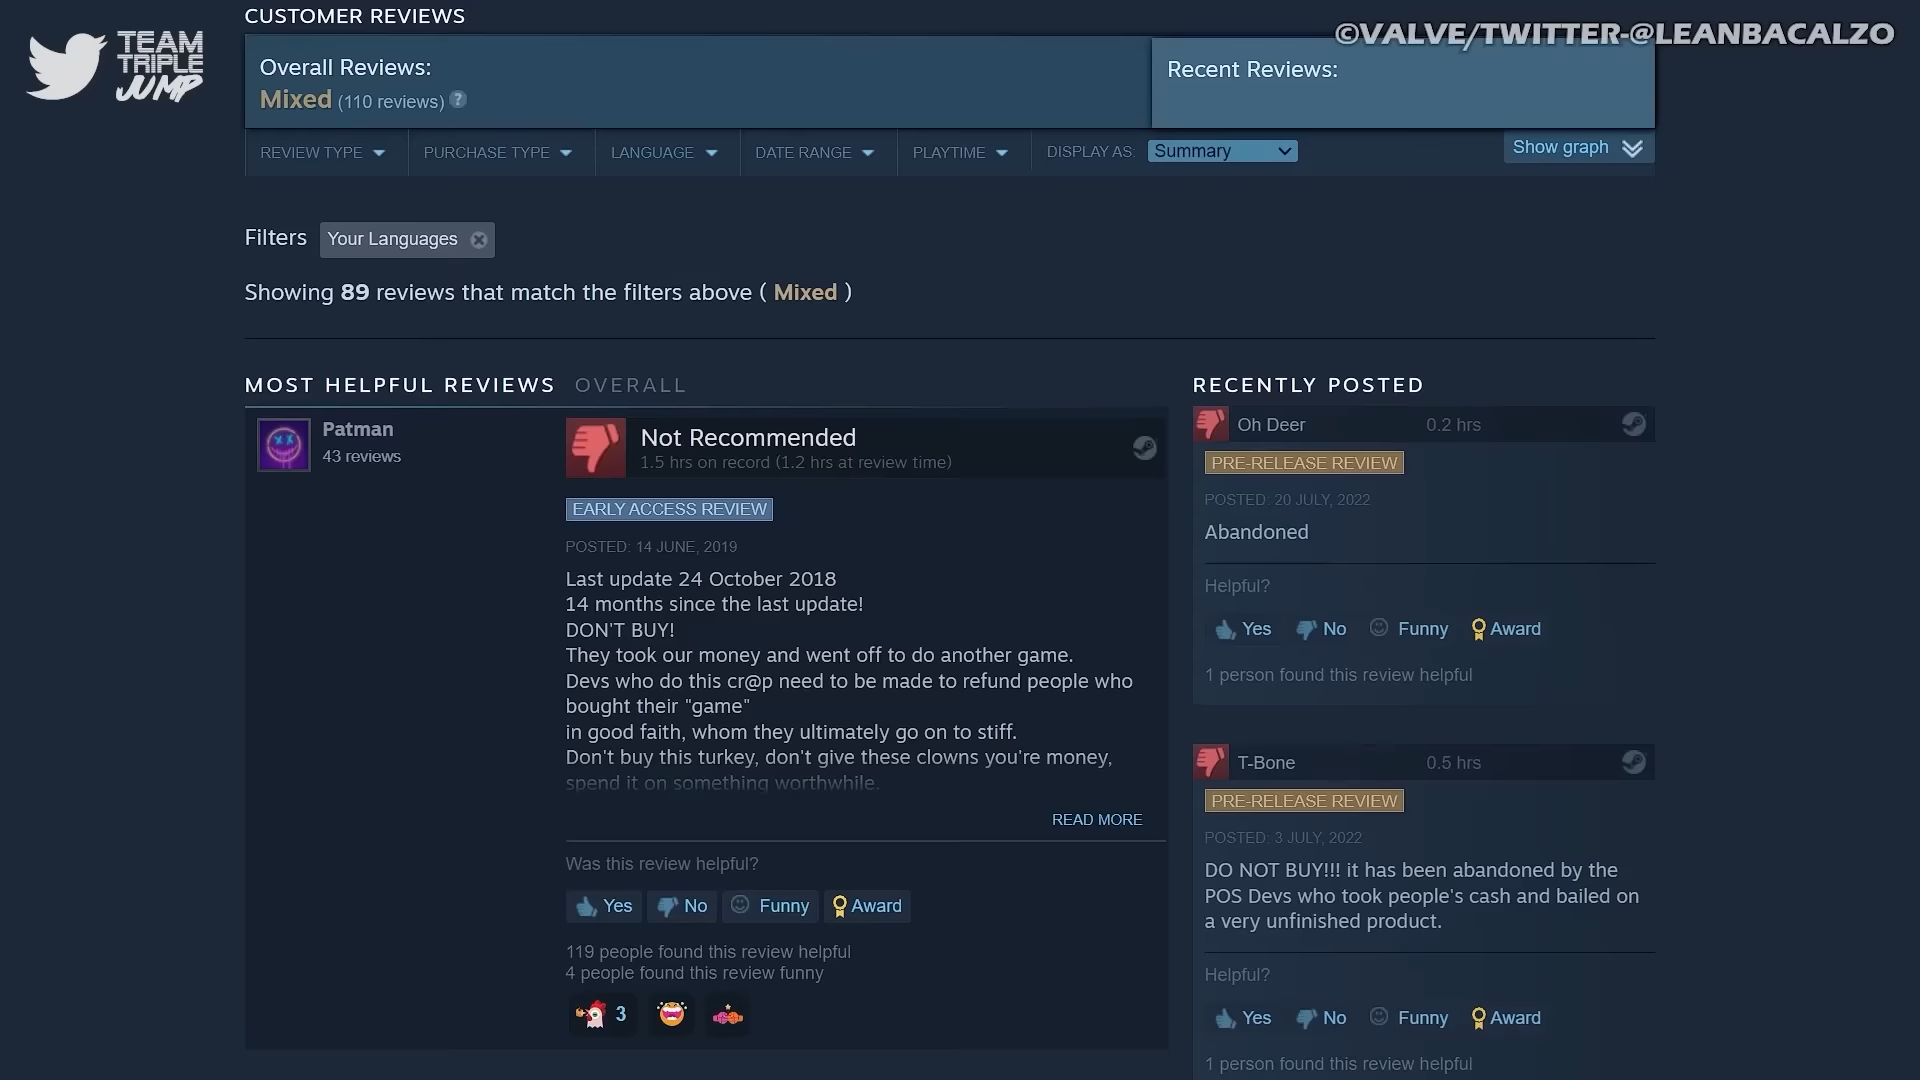 TEAM
TRIPLE
JUMP
©VALVE/TWITTER-@LEANBACALZO
CUSTOMER REVIEWS
Overall Reviews:
Mixed (110 reviews) ?
Recent Reviews:
REVIEW TYPE
PURCHASE TYPE
LANGUAGE
DATE RANGE
PLAYTIME
DISPLAY AS:
Summary
Show graph
Filters
Your Languages
Showing 89 reviews that match the filters above ( Mixed )
MOST HELPFUL REVIEWS
OVERALL
Patman
43 reviews
Not Recommended
1.5 hrs on record (1.2 hrs at review time)
EARLY ACCESS REVIEW
POSTED: 14 JUNE, 2019
Last update 24 October 2018
14 months since the last update!
DON'T BUY!
They took our money and went off to do another game.
Devs who do this cr@p need to be made to refund people who
bought their "game"
in good faith, whom they ultimately go on to stiff.
Don't buy this turkey, don't give these clowns you're money,
spend it on something worthwhile.
READ MORE
Was this review helpful?
Yes
No
Funny
Award
119 people found this review helpful
4 people found this review funny
3
RECENTLY POSTED
Oh Deer
0.2 hrs
PRE-RELEASE REVIEW
POSTED: 20 JULY, 2022
Abandoned
Helpful?
Yes
No
Funny
Award
1 person found this review helpful
T-Bone
0.5 hrs
PRE-RELEASE REVIEW
POSTED: 3 JULY, 2022
DO NOT BUY!!! it has been abandoned by the
POS Devs who took people's cash and bailed on
a very unfinished product.
Helpful?
Yes
No
Funny
Award
1 person found this review helpful